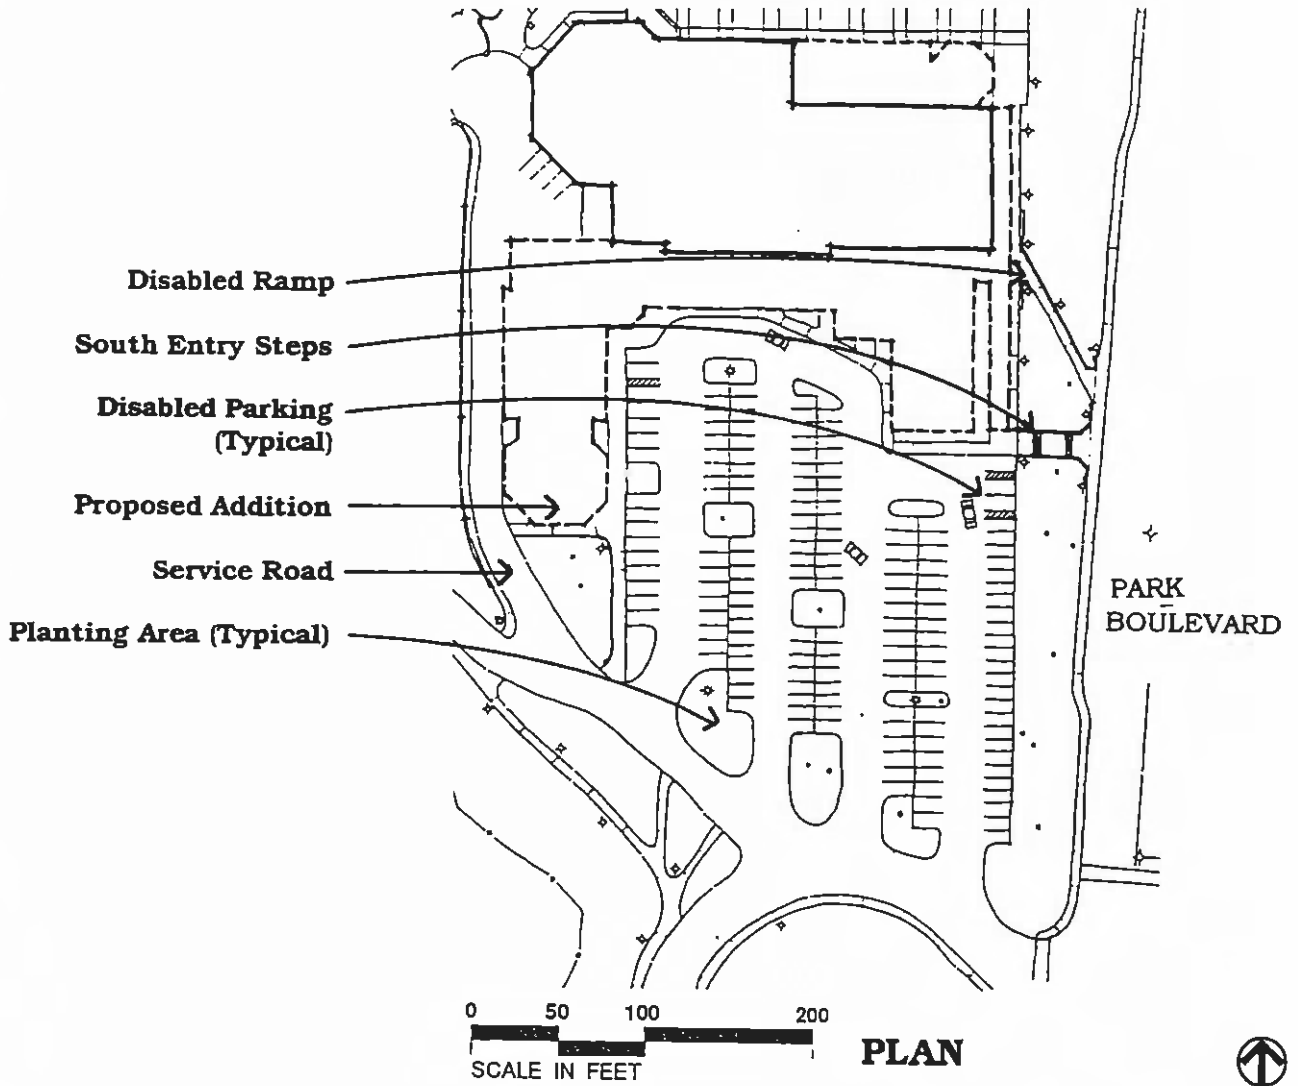 Disabled Ramp
South Entry Steps
Disabled Parking
(Typical)
Proposed Addition
Service Road
Planting Area (Typical)
PARK
BOULEVARD
0 50 100 200
SCALE IN FEET
PLAN